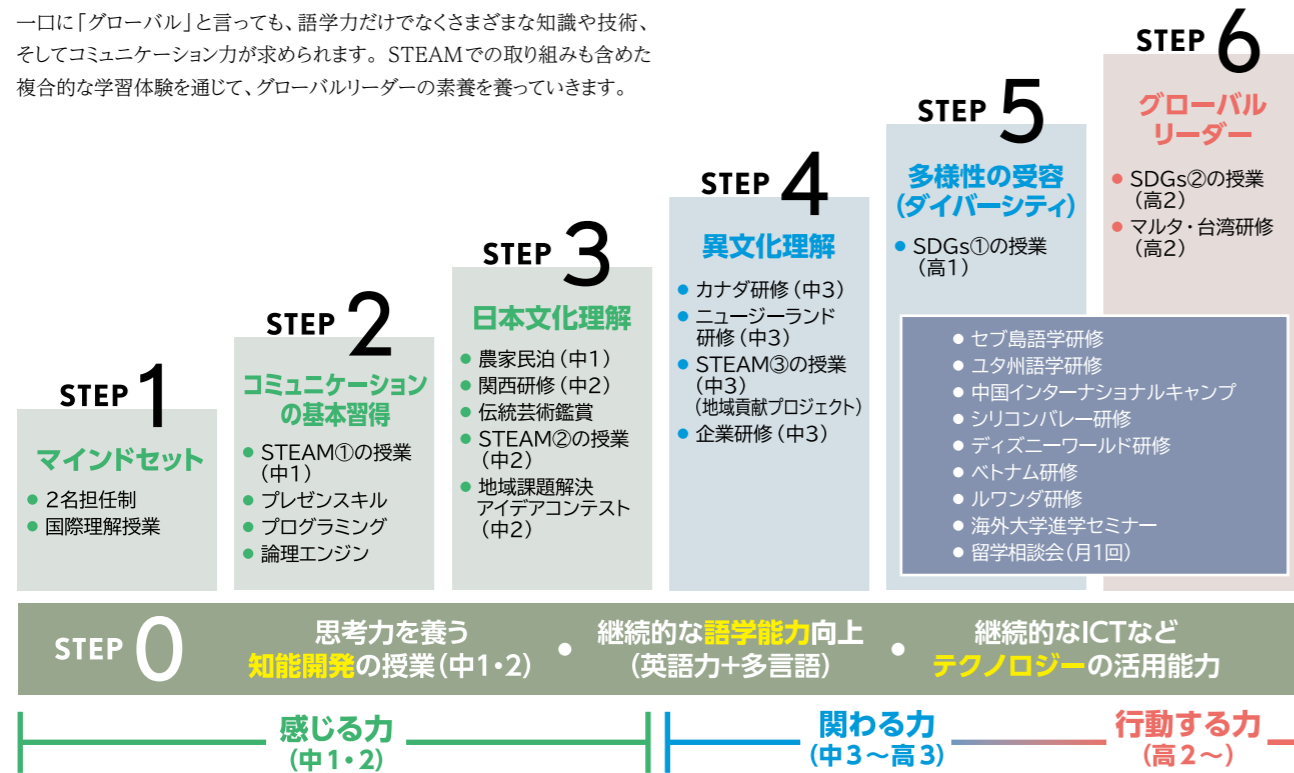 一口に「グローバル」と言っても、語学力だけでなくさまざまな知識や技術、
そしてコミュニケーション力が求められます。STEAMでの取り組みも含めた
複合的な学習体験を通じて、グローバルリーダーの素養を養っていきます。
STEP 1
マインドセット
● 2名担任制
● 国際理解授業
STEP 2
コミュニケーション
の基本習得
● STEAM①の授業
（中1）
● プレゼンスキル
● プログラミング
● 論理エンジン
STEP 3
日本文化理解
● 農家民泊（中1）
● 関西研修（中2）
● 伝統芸術鑑賞
● STEAM②の授業
（中2）
● 地域課題解決
アイデアコンテスト
（中2）
STEP 4
異文化理解
● カナダ研修（中3）
● ニュージーランド
研修（中3）
● STEAM③の授業
（中3）
（地域貢献プロジェクト）
● 企業研修（中3）
STEP 5
多様性の受容
（ダイバーシティ）
● SDGs①の授業
（高1）
STEP 6
グローバル
リーダー
● SDGs②の授業
（高2）
● マルタ・台湾研修
（高2）
● セブ島語学研修
● ユタ州語学研修
● 中国インターナショナルキャンプ
● シリコンバレー研修
● ディズニーワールド研修
● ベトナム研修
● ルワンダ研修
● 海外大学進学セミナー
● 留学相談会（月1回）
STEP 0
思考力を養う
知能開発の授業（中1・2）
●
継続的な語学能力向上
（英語力＋多言語）
●
継続的なICTなど
テクノロジーの活用能力
感じる力
（中1・2）
関わる力
（中3〜高3）
行動する力
（高2〜）